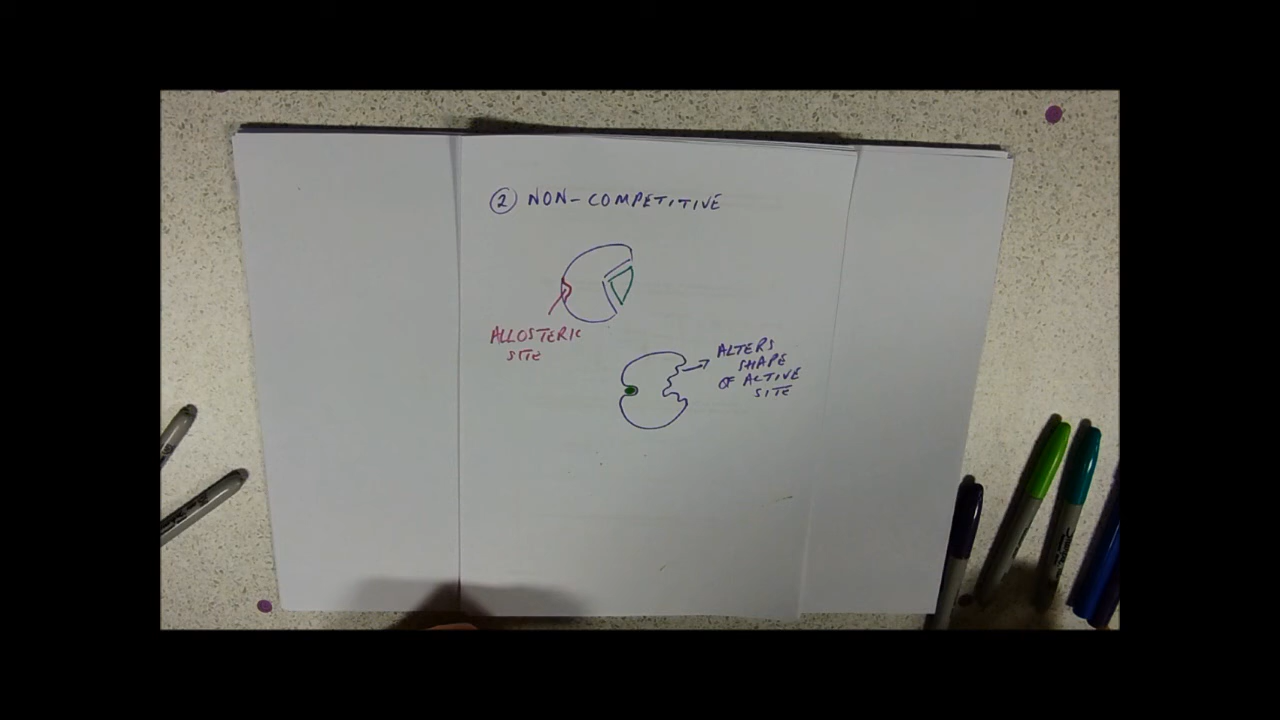 ② NON-COMPETITIVE
ALLOSTERIC
SITE
ALTERS
SHAPE
OF ACTIVE
SITE